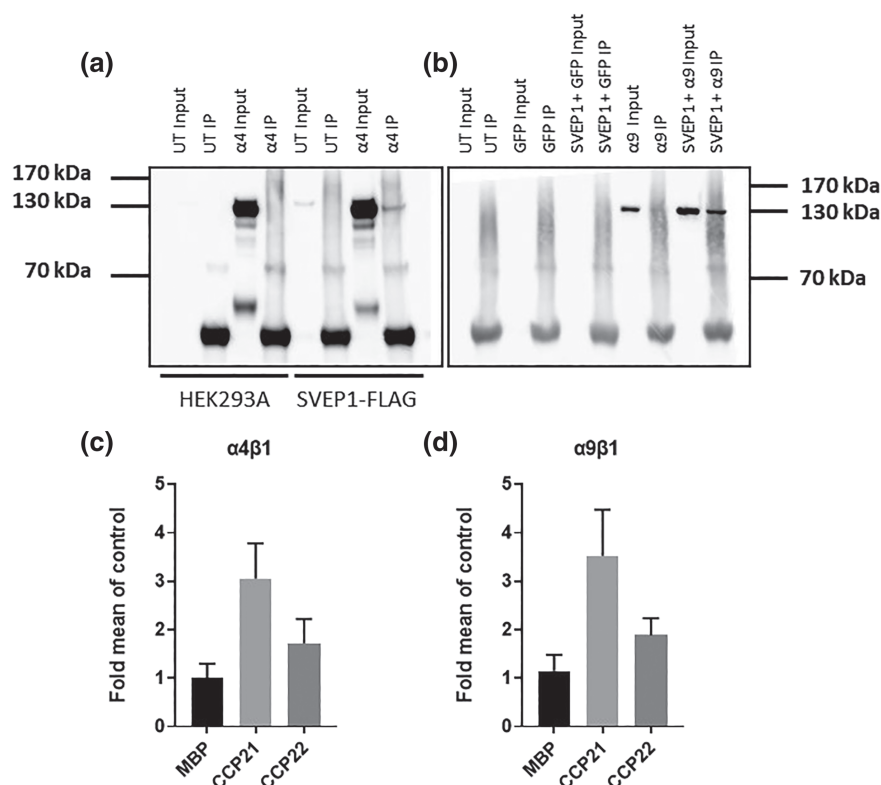 (a)
UT Input
UT IP
α4 Input
α4 IP
UT Input
UT IP
α4 Input
α4 IP
170 kDa
130 kDa
70 kDa
HEK293A
SVEP1-FLAG
(b)
UT Input
UT IP
GFP Input
GFP IP
SVEP1+ GFP Input
SVEP1+ GFP IP
α9 Input
α9 IP
SVEP1+ α9 Input
SVEP1+ α9 IP
170 kDa
130 kDa
70 kDa
(c)
α4β1
Fold mean of control
5
4
3
2
1
0
MBP
CCP21
CCP22
(d)
α9β1
Fold mean of control
5
4
3
2
1
0
MBP
CCP21
CCP22